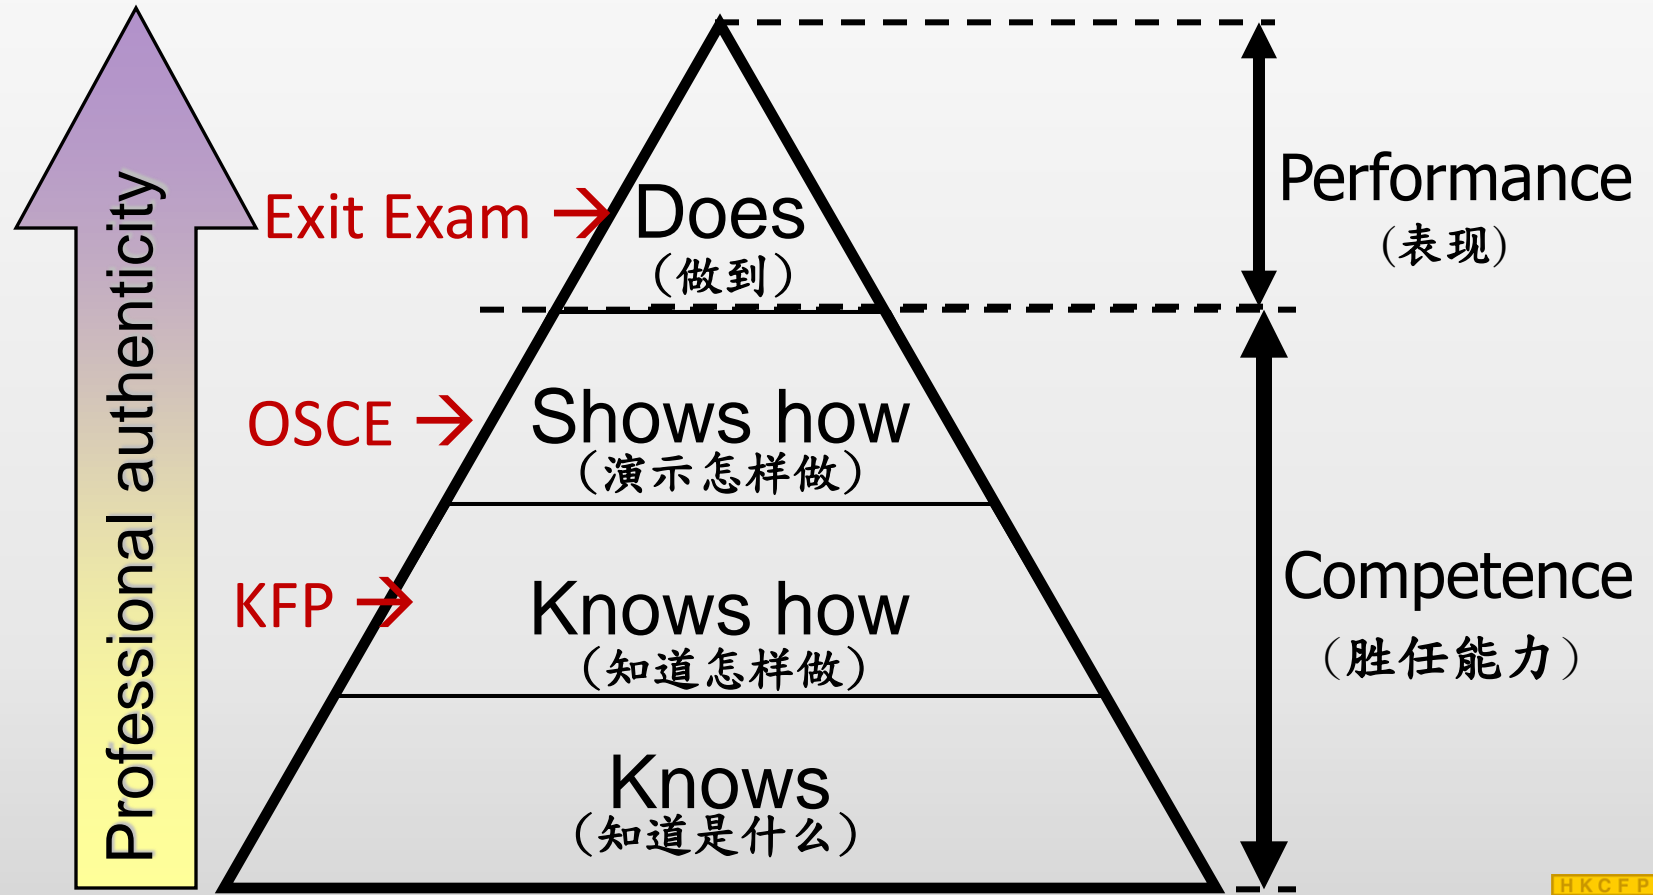 Professional authenticity
Exit Exam →
Does
(做到)
Performance
(表现)
OSCE →
Shows how
(演示怎样做)
KFP →
Knows how
(知道怎样做)
Competence
(胜任能力)
Knows
(知道是什么)
HKCFP